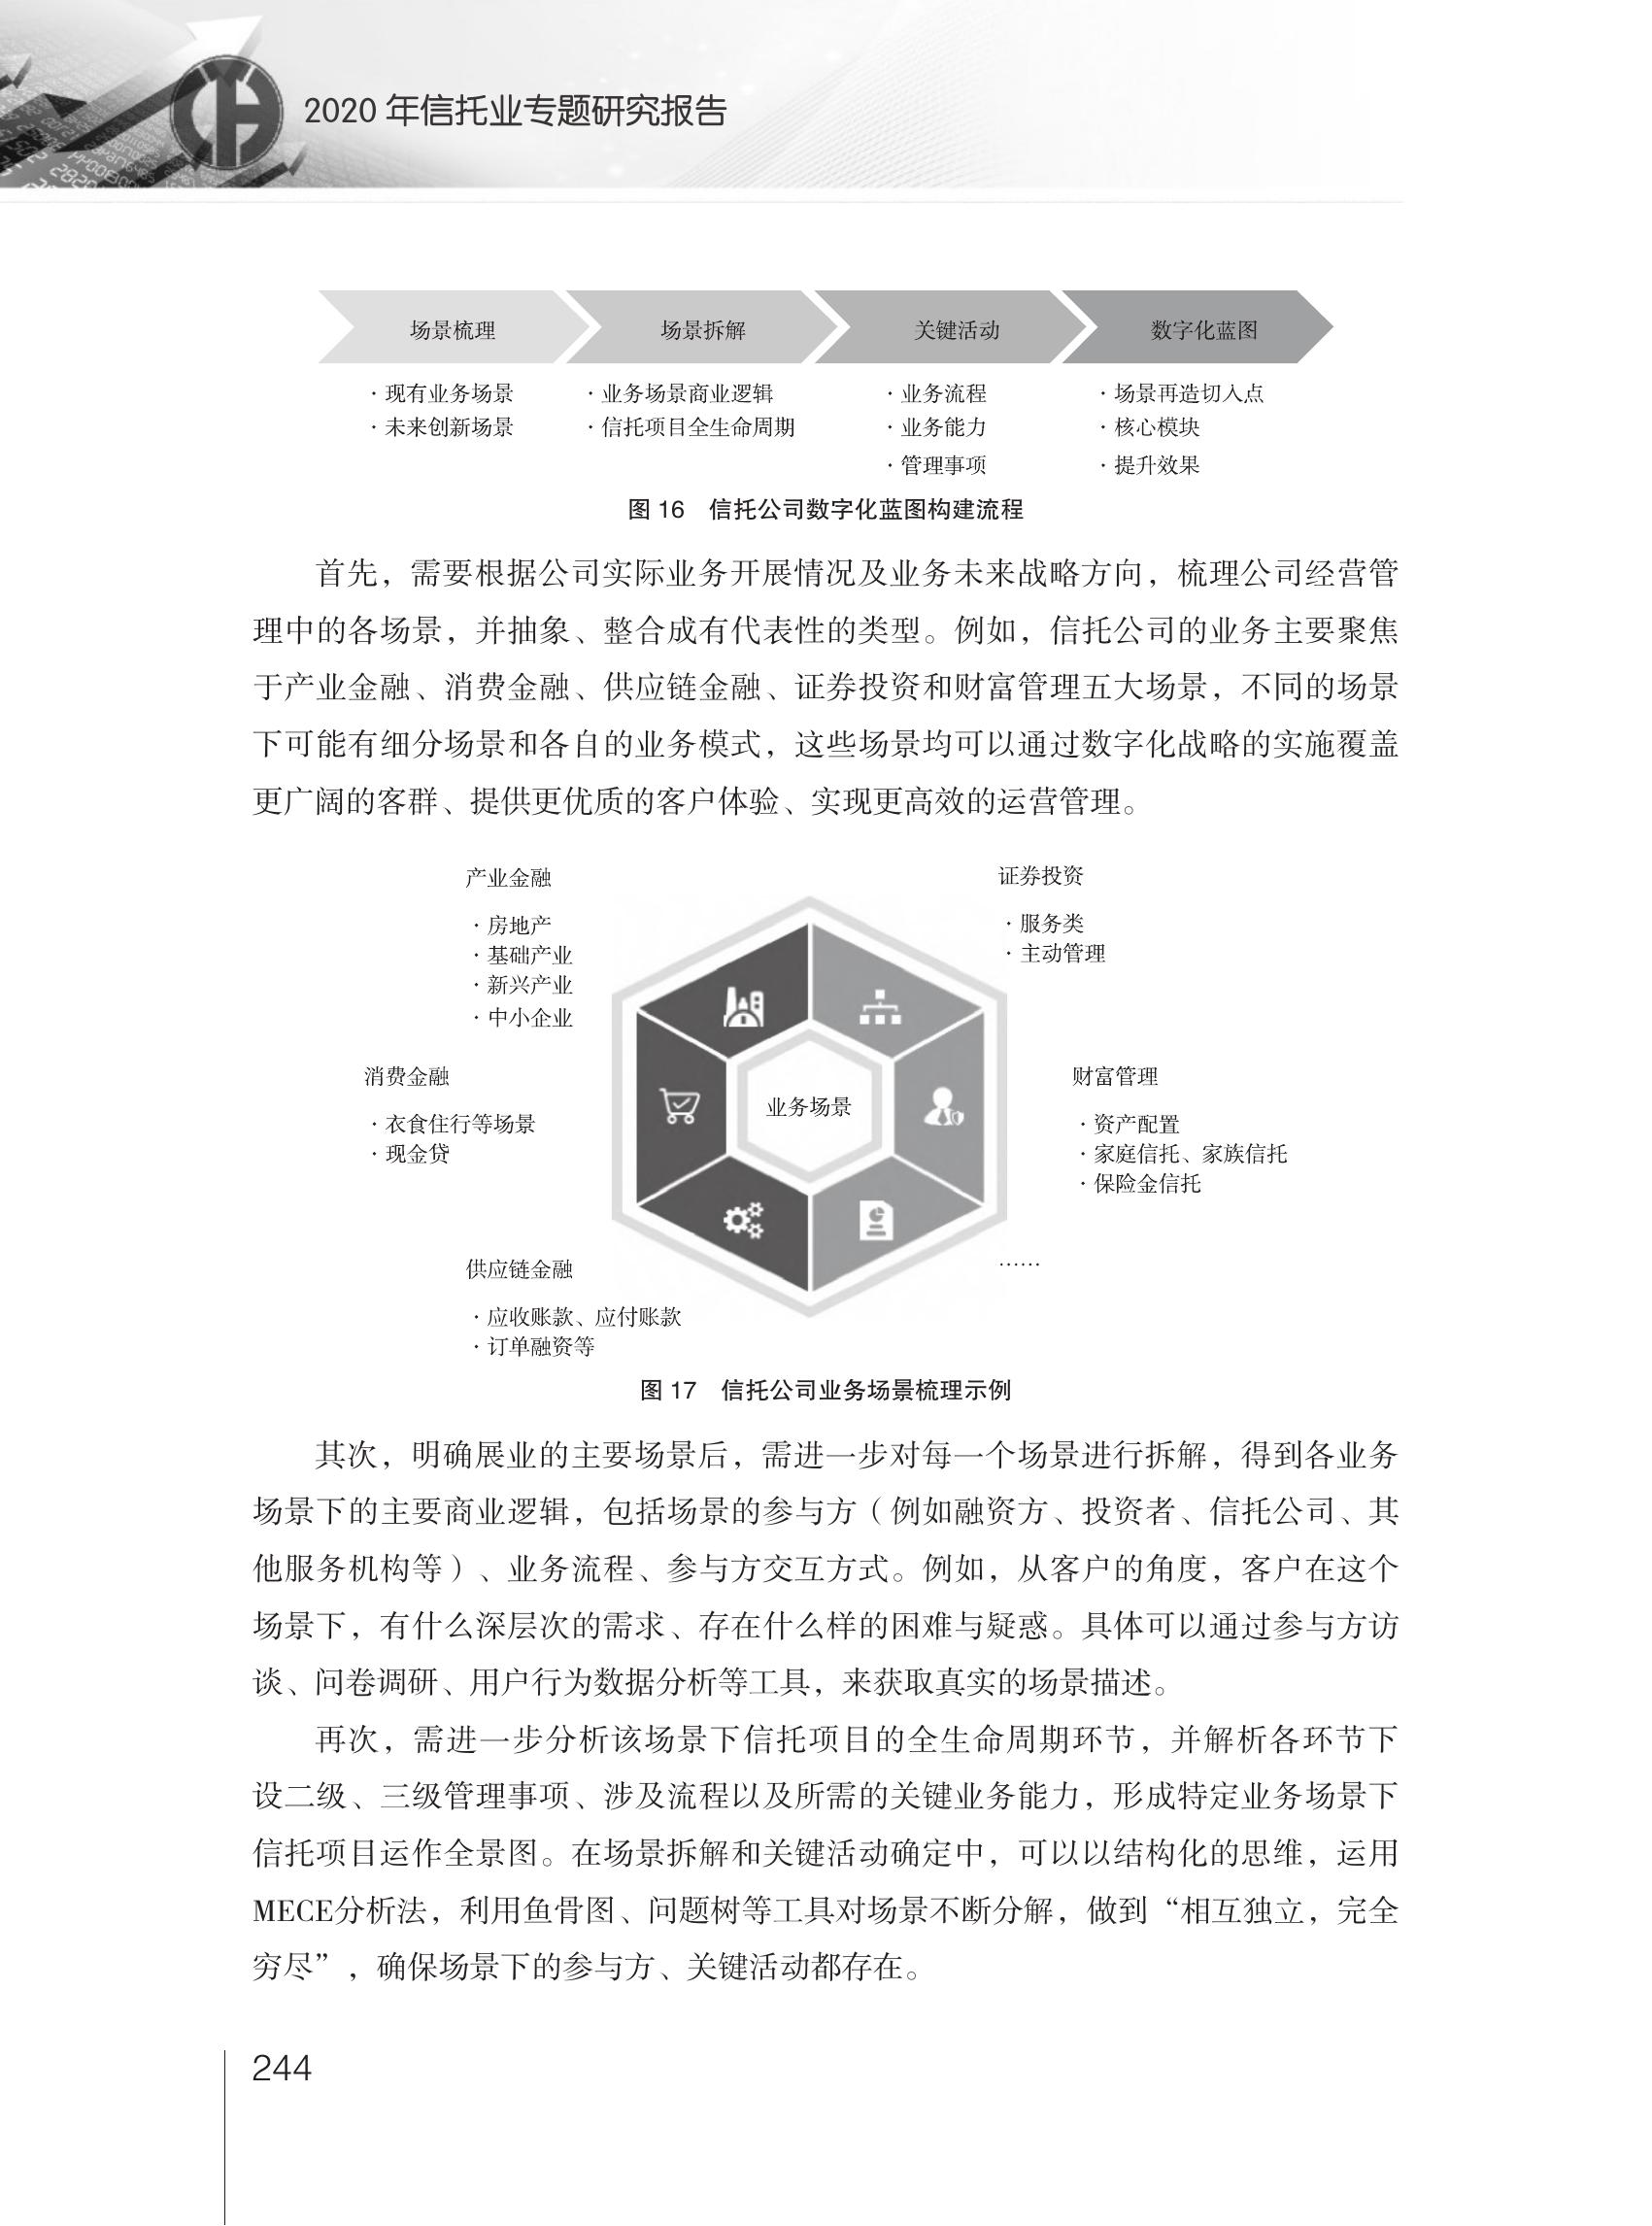 2020 年信托业专题研究报告
场景梳理
· 现有业务场景
· 未来创新场景
场景拆解
· 业务场景商业逻辑
· 信托项目全生命周期
关键活动
· 业务流程
· 业务能力
· 管理事项
数字化蓝图
· 场景再造切入点
· 核心模块
· 提升效果
图 16　信托公司数字化蓝图构建流程
首先，需要根据公司实际业务开展情况及业务未来战略方向，梳理公司经营管
理中的各场景，并抽象、整合成有代表性的类型。例如，信托公司的业务主要聚焦
于产业金融、消费金融、供应链金融、证券投资和财富管理五大场景，不同的场景
下可能有细分场景和各自的业务模式，这些场景均可以通过数字化战略的实施覆盖
更广阔的客群、提供更优质的客户体验、实现更高效的运营管理。
产业金融
· 房地产
· 基础产业
· 新兴产业
· 中小企业
消费金融
· 衣食住行等场景
· 现金贷
供应链金融
· 应收账款、应付账款
· 订单融资等
业务场景
证券投资
· 服务类
· 主动管理
财富管理
· 资产配置
· 家庭信托、家族信托
· 保险金信托
……
图 17　信托公司业务场景梳理示例
其次，明确展业的主要场景后，需进一步对每一个场景进行拆解，得到各业务
场景下的主要商业逻辑，包括场景的参与方（例如融资方、投资者、信托公司、其
他服务机构等）、业务流程、参与方交互方式。例如，从客户的角度，客户在这个
场景下，有什么深层次的需求、存在什么样的困难与疑惑。具体可以通过参与方访
谈、问卷调研、用户行为数据分析等工具，来获取真实的场景描述。
再次，需进一步分析该场景下信托项目的全生命周期环节，并解析各环节下
设二级、三级管理事项、涉及流程以及所需的关键业务能力，形成特定业务场景下
信托项目运作全景图。在场景拆解和关键活动确定中，可以以结构化的思维，运用
MECE分析法，利用鱼骨图、问题树等工具对场景不断分解，做到“相互独立，完全
穷尽”，确保场景下的参与方、关键活动都存在。
244